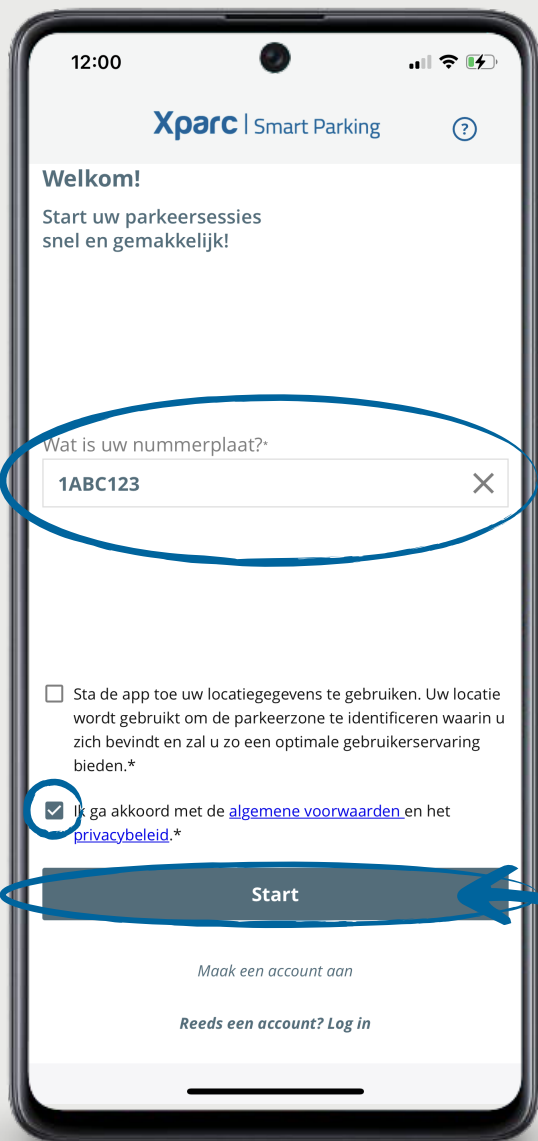 12:00
Xparc | Smart Parking
?
Welkom!
Start uw parkeersessies
snel en gemakkelijk!
Wat is uw nummerplaat?*
1ABC123
Sta de app toe uw locatiegegevens te gebruiken. Uw locatie
wordt gebruikt om de parkeerzone te identificeren waarin u
zich bevindt en zal u zo een optimale gebruikerservaring
bieden.*
Ik ga akkoord met de algemene voorwaarden en het
privacybeleid.*
Start
Maak een account aan
Reeds een account? Log in